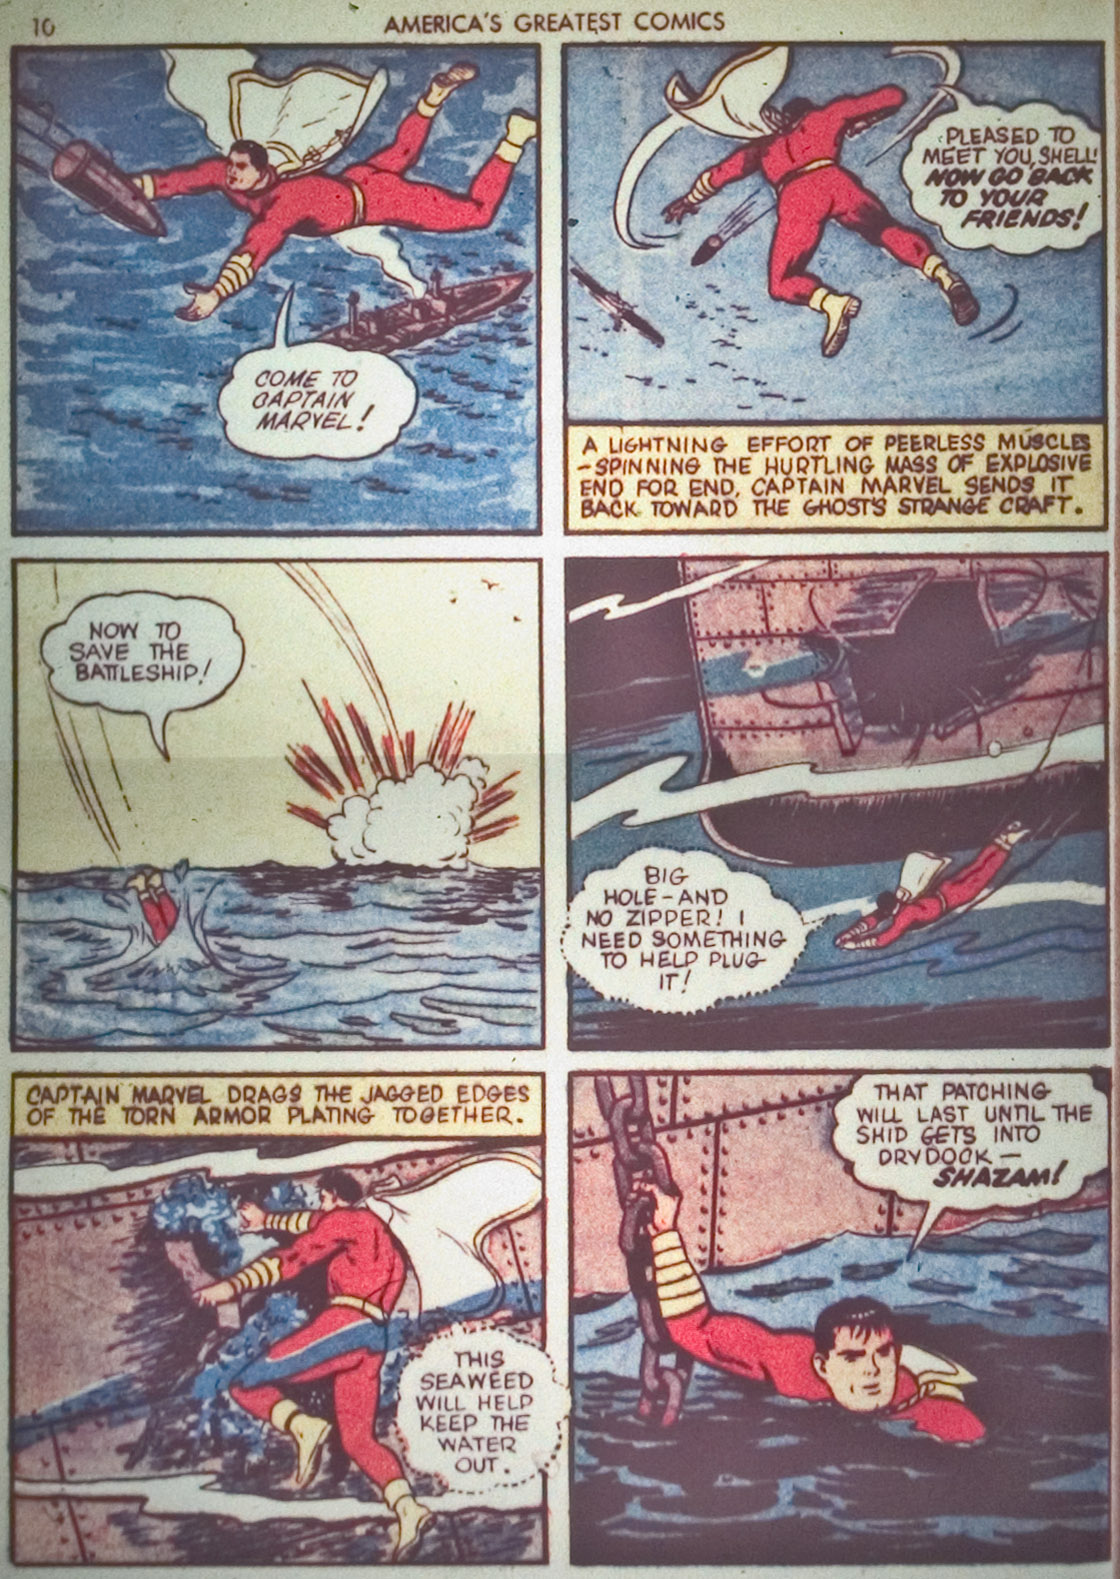 10
AMERICA'S GREATEST COMICS
COME TO
CAPTAIN
MARVEL!
PLEASED TO
MEET YOU, SHELL!
NOW GO BACK
TO YOUR
FRIENDS!
A LIGHTNING EFFORT OF PEERLESS MUSCLES
-SPINNING THE HURTLING MASS OF EXPLOSIVE
END FOR END, CAPTAIN MARVEL SENDS IT
BACK TOWARD THE GHOST'S STRANGE CRAFT.
NOW TO
SAVE THE
BATTLESHIP!
BIG
HOLE-AND
NO ZIPPER! I
NEED SOMETHING
TO HELP PLUG
IT!
CAPTAIN MARVEL DRAGS THE JAGGED EDGES
OF THE TORN ARMOR PLATING TOGETHER.
THIS
SEAWEED
WILL HELP
KEEP THE
WATER
OUT.
THAT PATCHING
WILL LAST UNTIL THE
SHIP GETS INTO
DRYDOCK-
SHAZAM!